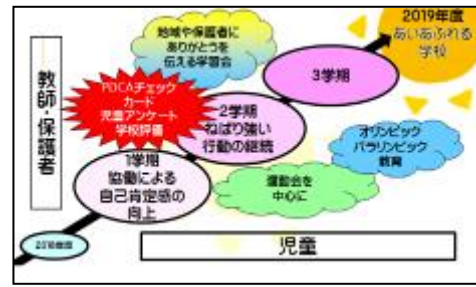 2019年度
あいあふれる
学校
地域や保護者に
ありがとうを
伝える学習会
3学期
教師・保護者
PDCAチェック
カード
児童アンケート
学校評価
2学期
ねばり強い
行動の継続
オリンピック
パラリンピック
教育
1学期
協働による
自己肯定感の
向上
運動会を
中心に
2018年度
児童